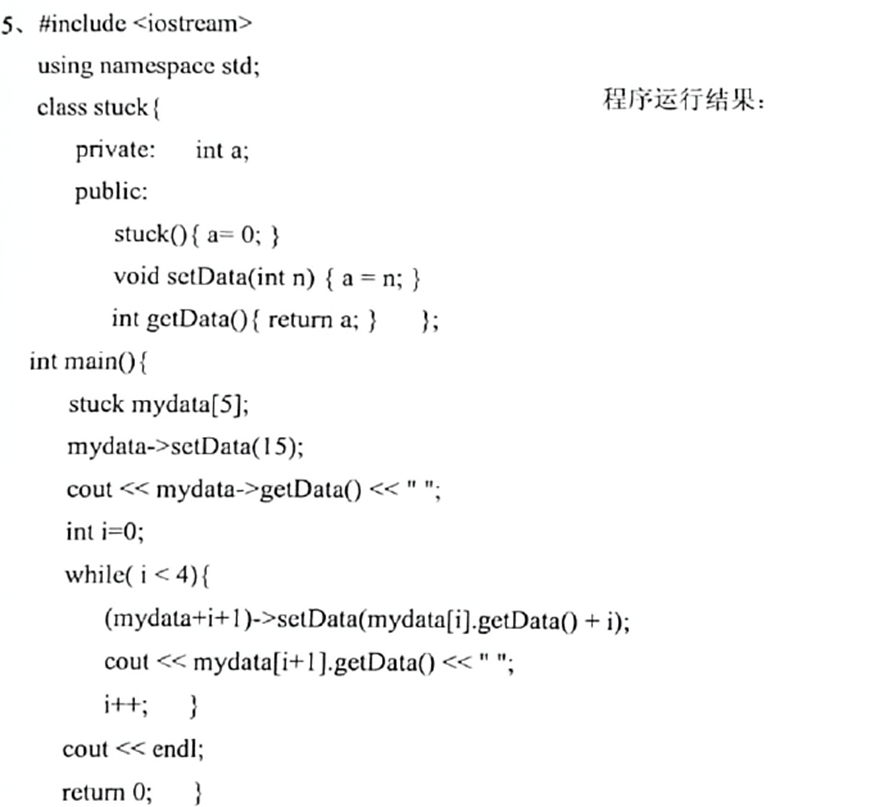 5、#include <iostream>
using namespace std;
程序运行结果：
class stuck{
private: int a;
public:
stuck(){ a= 0; }
void setData(int n) { a = n; }
int getData(){ return a; } };
int main(){
stuck mydata[5];
mydata->setData(15);
cout << mydata->getData() << " ";
int i=0;
while( i < 4){
(mydata+i+1)->setData(mydata[i].getData() + i);
cout << mydata[i+1].getData() << " ";
i++; }
cout << endl;
return 0; }